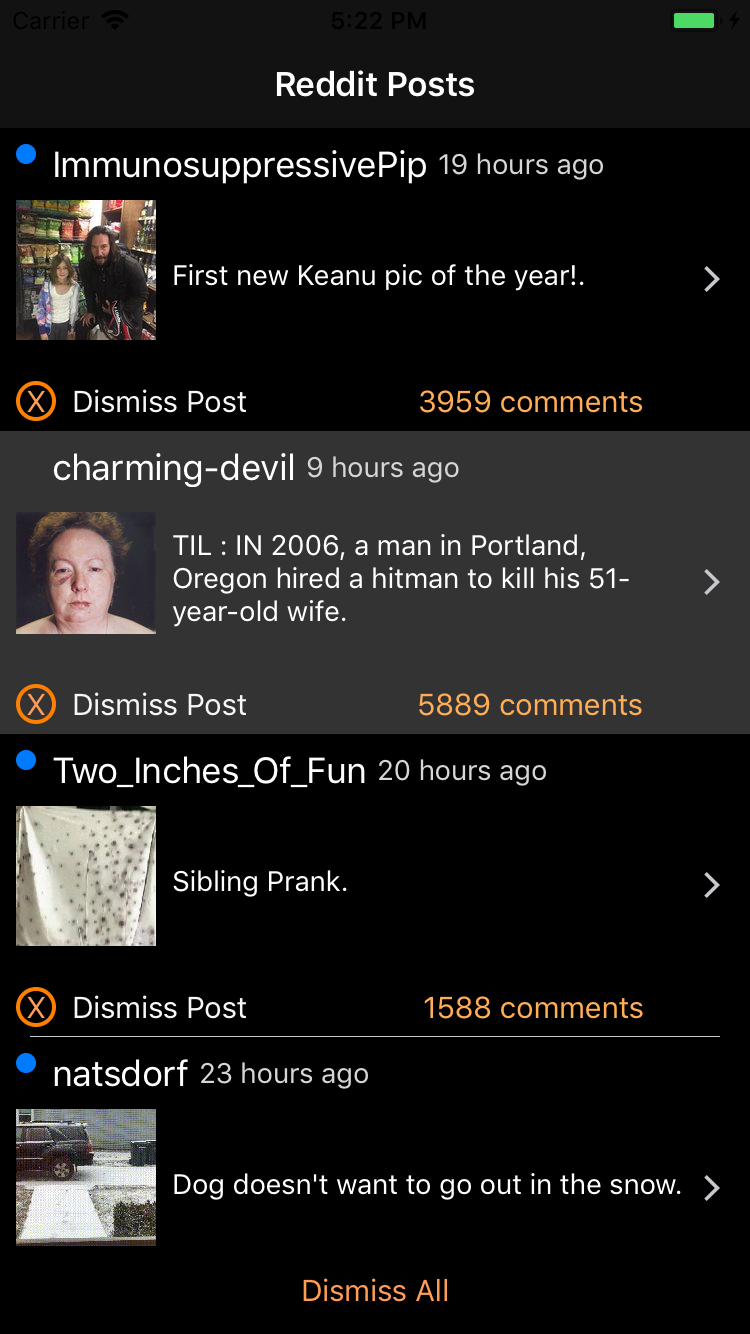 Carrier 5:22 PM
Reddit Posts
ImmunosuppressivePip 19 hours ago
First new Keanu pic of the year!.
X Dismiss Post 3959 comments
charming-devil 9 hours ago
TIL : IN 2006, a man in Portland,
Oregon hired a hitman to kill his 51-
year-old wife.
X Dismiss Post 5889 comments
Two_Inches_Of_Fun 20 hours ago
Sibling Prank.
X Dismiss Post 1588 comments
natsdorf 23 hours ago
Dog doesn't want to go out in the snow.
Dismiss All